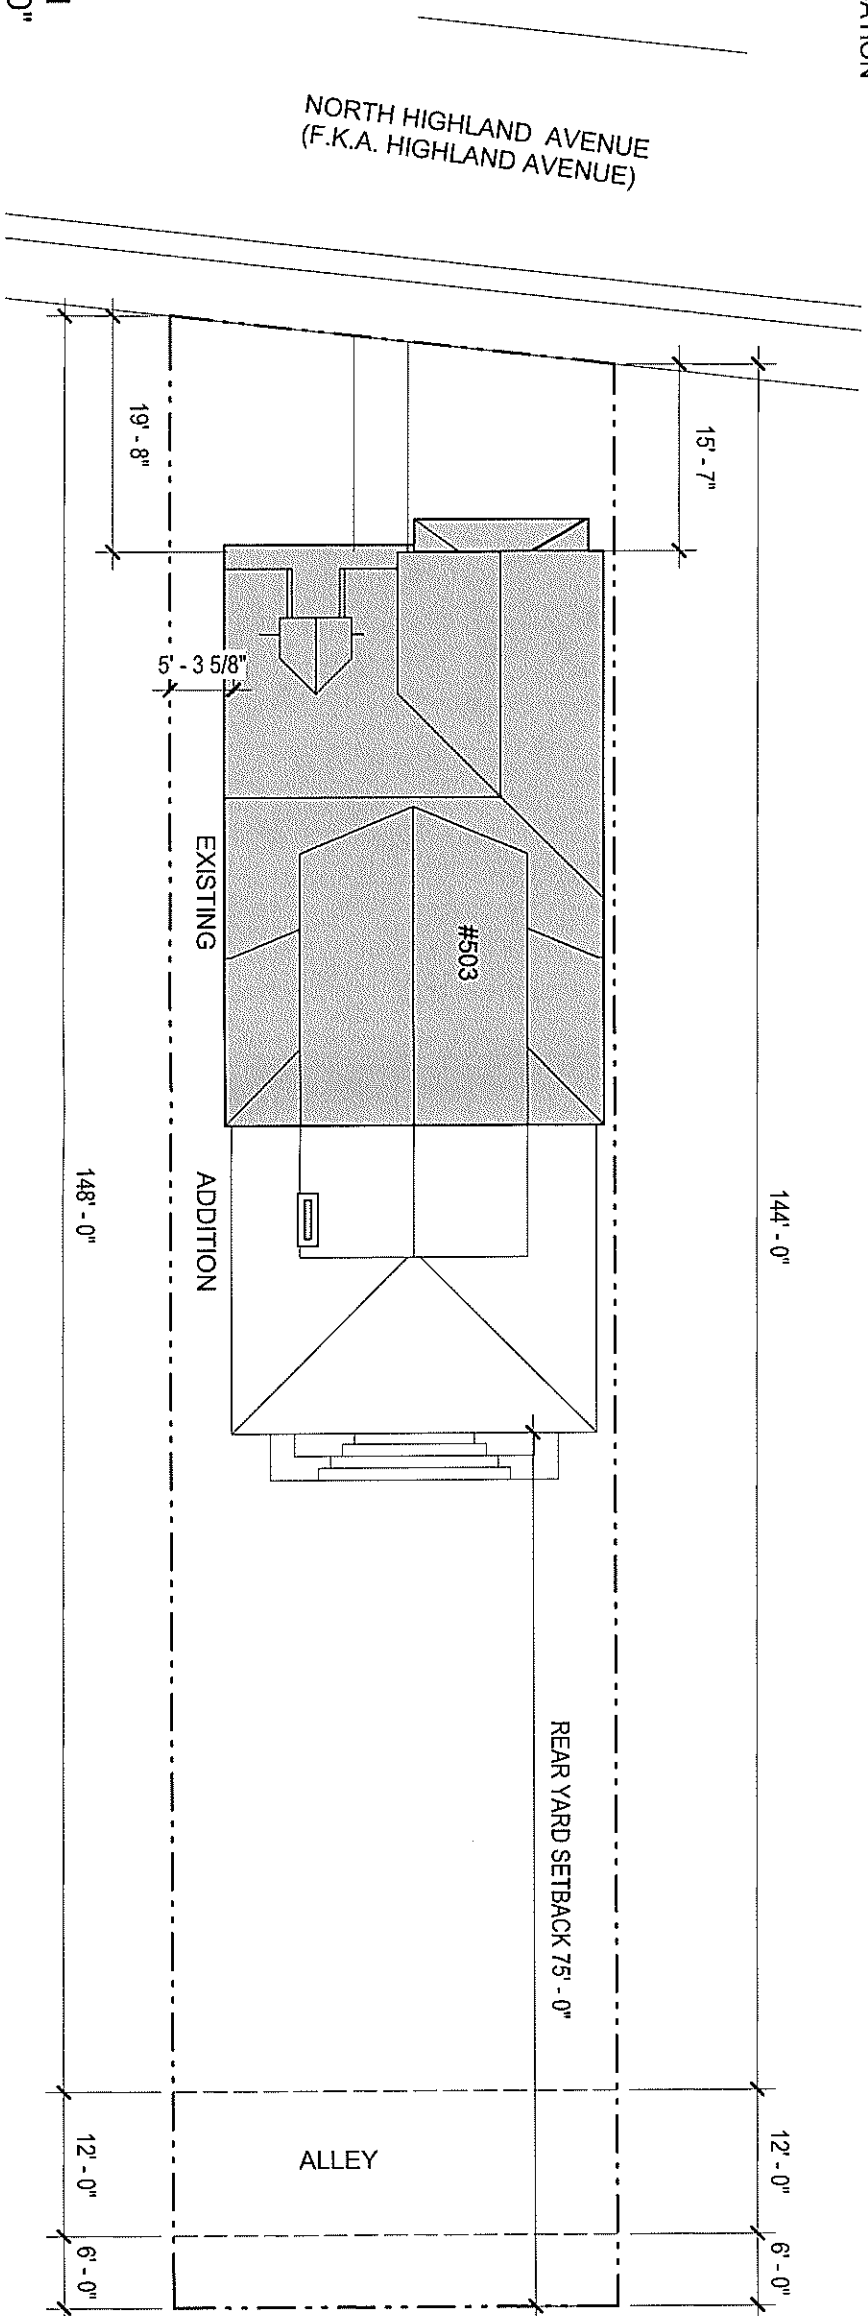 NORTH HIGHLAND AVENUE
(F.K.A. HIGHLAND AVENUE)
19' - 8"
15' - 7"
5' - 3 5/8"
EXISTING
#503
ADDITION
148' - 0"
144' - 0"
REAR YARD SETBACK 75' - 0"
ALLEY
12' - 0"
12' - 0"
6' - 0"
6' - 0"